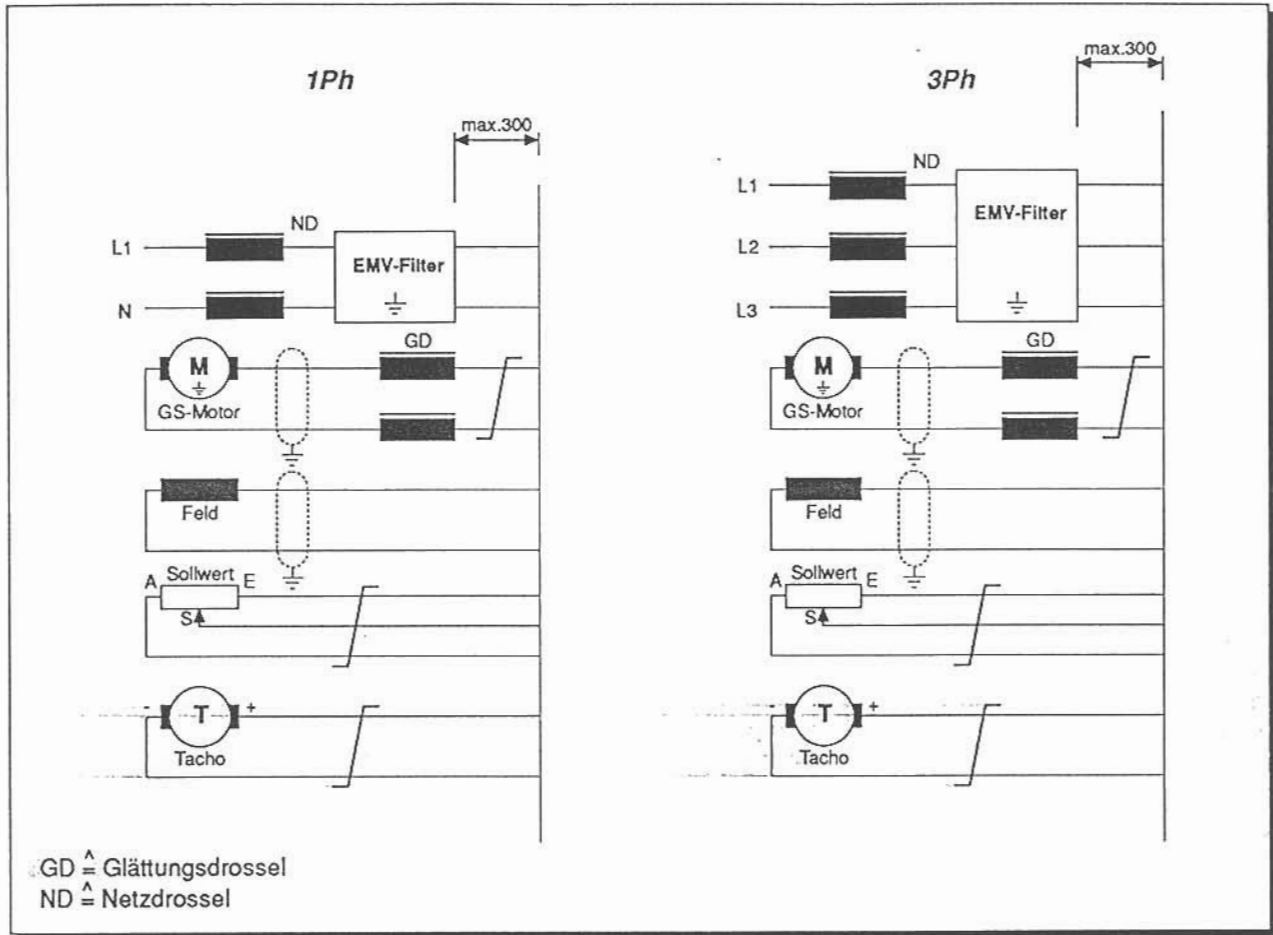 1Ph
max.300
ND
L1
EMV-Filter
N
GD
M
GS-Motor
Feld
A Sollwert E
S
- T +
Tacho
3Ph
max.300
ND
L1
EMV-Filter
L2
L3
GD
M
GS-Motor
Feld
A Sollwert E
S
- T +
Tacho
GD ≙ Glättungsdrossel
ND ≙ Netzdrossel